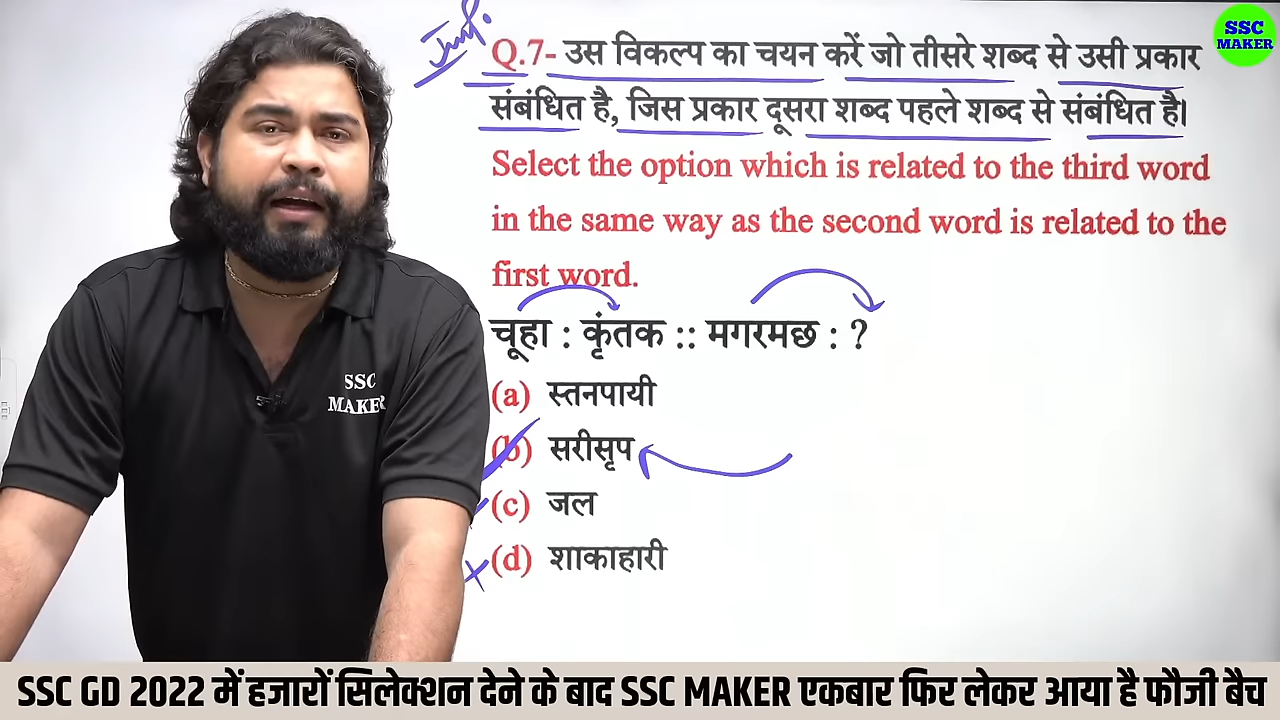 SSC
MAKER
Imp.
Q.7- उस विकल्प का चयन करें जो तीसरे शब्द से उसी प्रकार
संबंधित है, जिस प्रकार दूसरा शब्द पहले शब्द से संबंधित है।
Select the option which is related to the third word
in the same way as the second word is related to the
first word.
चूहा : कृंतक :: मगरमछ : ?
(a) स्तनपायी
(b) सरीसृप
(c) जल
(d) शाकाहारी
SSC
MAKER
SSC GD 2022 में हजारों सिलेक्शन देने के बाद SSC MAKER एकबार फिर लेकर आया है फौजी बैच